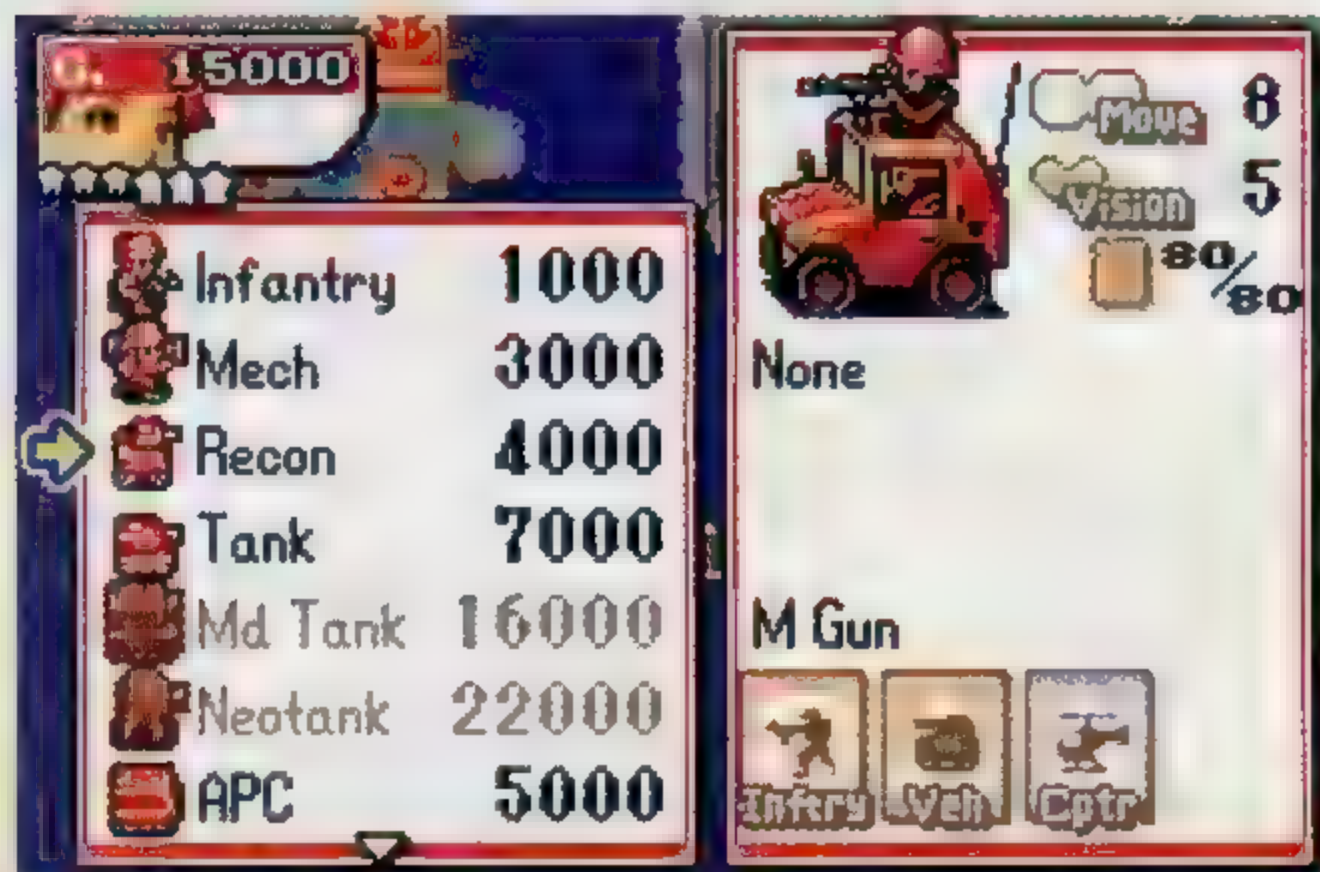 G. 15000
Infantry 1000
Mech 3000
Recon 4000
Tank 7000
Md Tank 16000
Neotank 22000
APC 5000
Move 8
Vision 5
80/80
None
M Gun
Inftry Veh Cptr